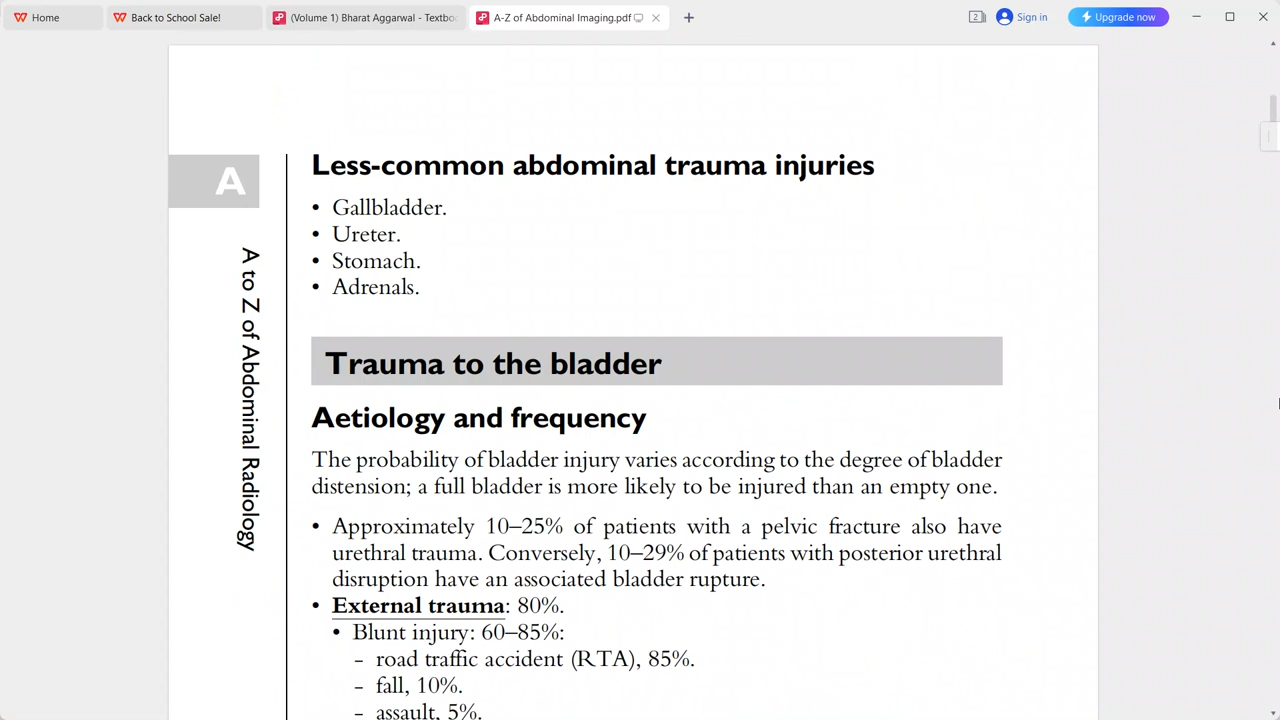 Home
Back to School Sale!
(Volume 1) Bharat Aggarwal - Textbo
A-Z of Abdominal Imaging.pdf
2
Sign in
Upgrade now
A
A to Z of Abdominal Radiology
Less-common abdominal trauma injuries
• Gallbladder.
• Ureter.
• Stomach.
• Adrenals.
Trauma to the bladder
Aetiology and frequency
The probability of bladder injury varies according to the degree of bladder
distension; a full bladder is more likely to be injured than an empty one.
• Approximately 10–25% of patients with a pelvic fracture also have
urethral trauma. Conversely, 10–29% of patients with posterior urethral
disruption have an associated bladder rupture.
• External trauma: 80%.
• Blunt injury: 60–85%:
– road traffic accident (RTA), 85%.
– fall, 10%.
– assault, 5%.